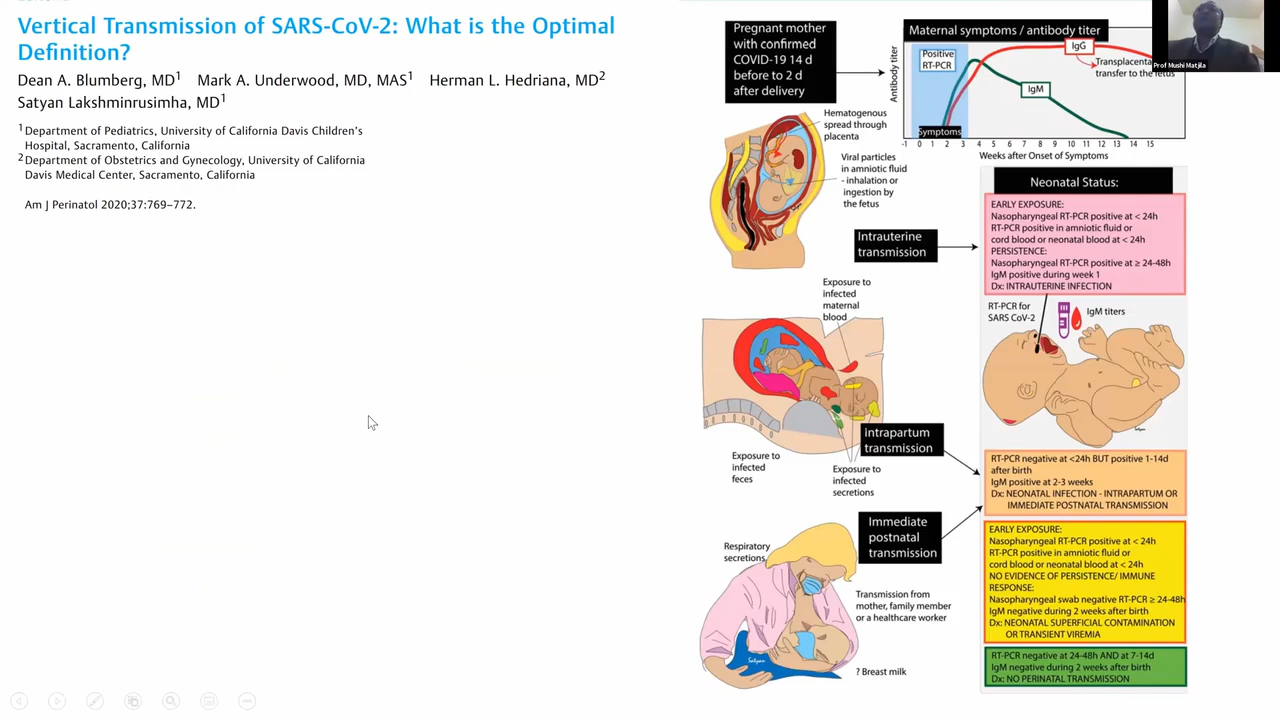 Vertical Transmission of SARS-CoV-2: What is the Optimal
Definition?
Dean A. Blumberg, MD1 Mark A. Underwood, MD, MAS1 Herman L. Hedriana, MD2
Satyan Lakshminrusimha, MD1
1 Department of Pediatrics, University of California Davis Children's
Hospital, Sacramento, California
2 Department of Obstetrics and Gynecology, University of California
Davis Medical Center, Sacramento, California
Am J Perinatol 2020;37:769–772.
Pregnant mother
with confirmed
COVID-19 14 d
before to 2 d
after delivery
Maternal symptoms / antibody titer
Antibody titer
Positive
RT-PCR
IgG
Transplacental
transfer to the fetus
IgM
Symptoms
-1 0 1 2 3 4 5 6 7 8 9 10 11 12 13 14 15
Weeks after Onset of Symptoms
Prof Mushi Matjila
Hematogenous
spread through
placenta
Viral particles
in amniotic fluid
- inhalation or
ingestion by
the fetus
Intrauterine
transmission
Neonatal Status:
EARLY EXPOSURE:
Nasopharyngeal RT-PCR positive at < 24h
RT-PCR positive in amniotic fluid or
cord blood or neonatal blood at < 24h
PERSISTENCE:
Nasopharyngeal RT-PCR positive at ≥ 24-48h
IgM positive during week 1
Dx: INTRAUTERINE INFECTION
RT-PCR for
SARS CoV-2
IgM titers
Exposure to
infected
maternal
blood
Intrapartum
transmission
Exposure to
infected
feces
Exposure to
infected
secretions
RT-PCR negative at <24h BUT positive 1-14d
after birth
IgM positive at 2-3 weeks
Dx: NEONATAL INFECTION - INTRAPARTUM OR
IMMEDIATE POSTNATAL TRANSMISSION
Immediate
postnatal
transmission
Respiratory
secretions
Transmission from
mother, family member
or a healthcare worker
? Breast milk
Satyan
EARLY EXPOSURE:
Nasopharyngeal RT-PCR positive at < 24h
RT-PCR positive in amniotic fluid or
cord blood or neonatal blood at < 24h
NO EVIDENCE OF PERSISTENCE/ IMMUNE
RESPONSE:
Nasopharyngeal swab negative RT-PCR ≥ 24-48h
IgM negative during 2 weeks after birth
Dx: NEONATAL SUPERFICIAL CONTAMINATION
OR TRANSIENT VIREMIA
RT-PCR negative at 24-48h AND at 7-14d
IgM negative during 2 weeks after birth
Dx: NO PERINATAL TRANSMISSION